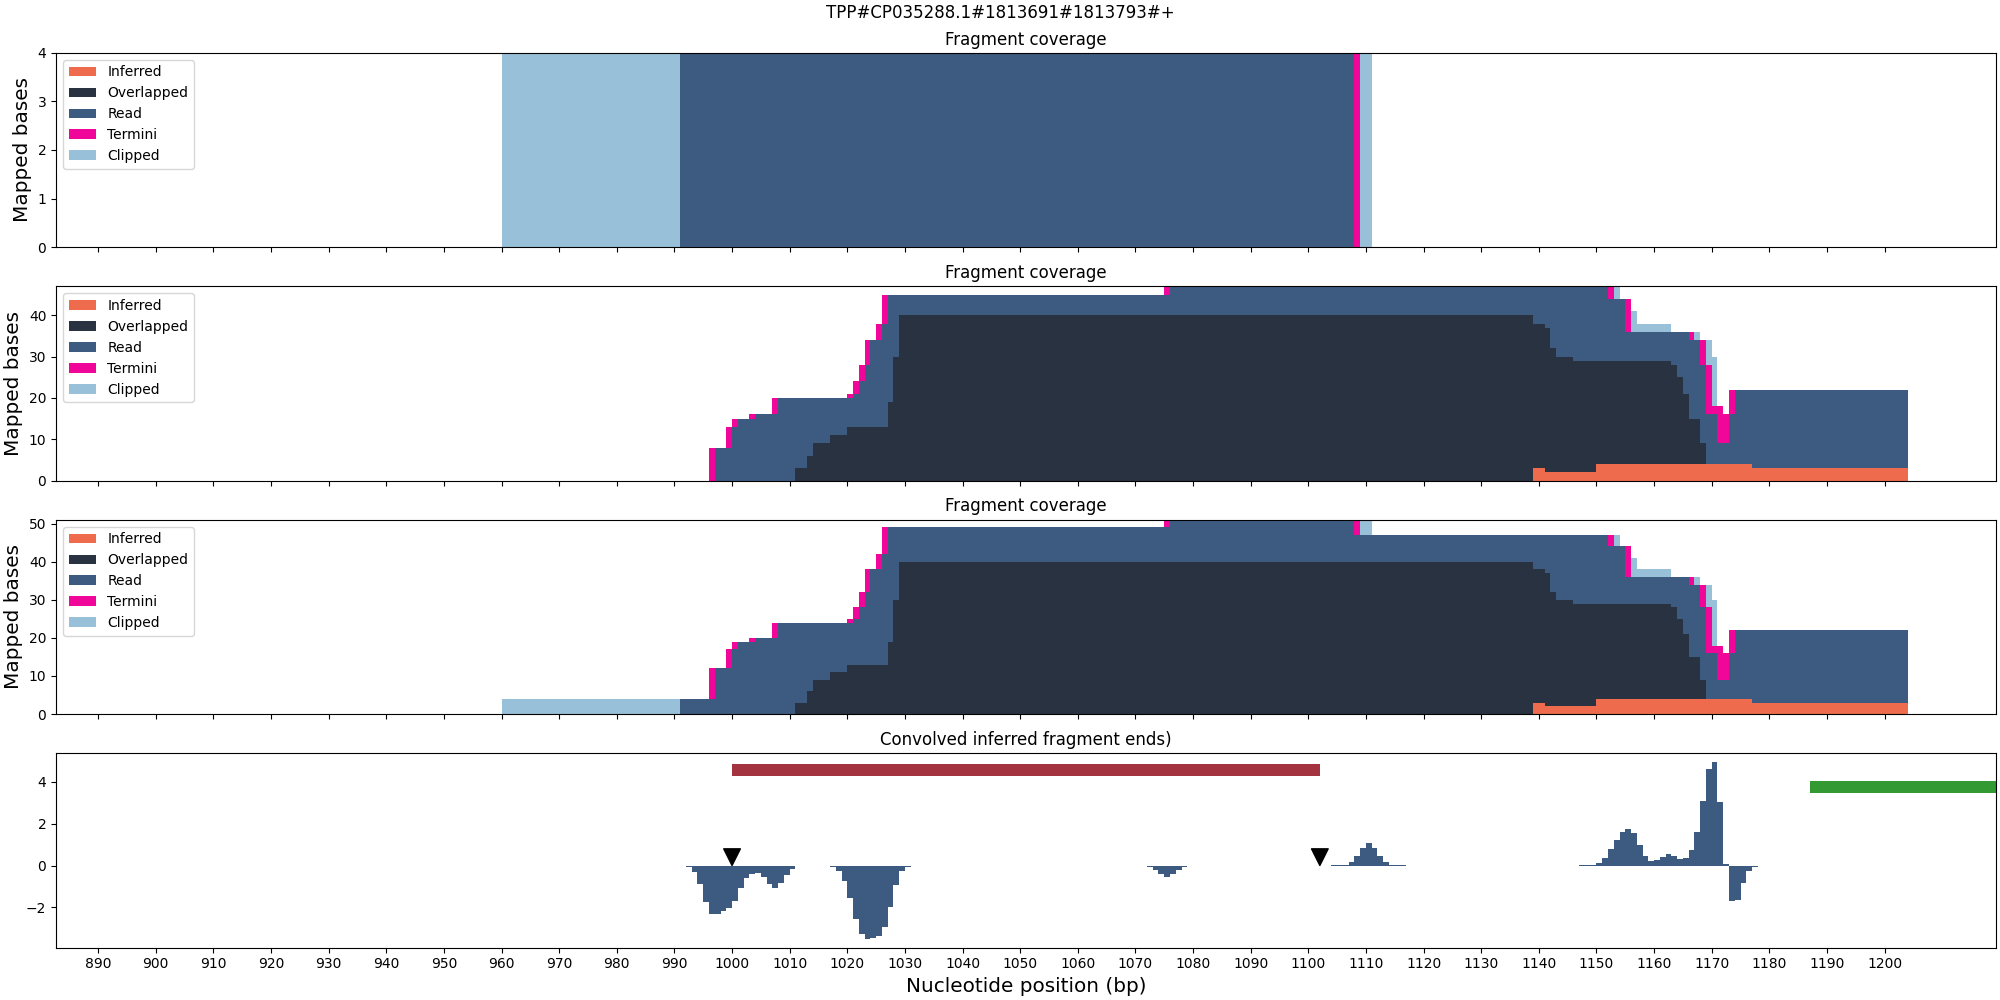 TPP#CP035288.1#1813691#1813793#+
Fragment coverage
Mapped bases
4
3
2
1
0
Inferred
Overlapped
Read
Termini
Clipped
Fragment coverage
Mapped bases
40
30
20
10
0
Inferred
Overlapped
Read
Termini
Clipped
Fragment coverage
Mapped bases
50
40
30
20
10
0
Inferred
Overlapped
Read
Termini
Clipped
Convolved inferred fragment ends)
4
2
0
−2
890 900 910 920 930 940 950 960 970 980 990 1000 1010 1020 1030 1040 1050 1060 1070 1080 1090 1100 1110 1120 1130 1140 1150 1160 1170 1180 1190 1200
Nucleotide position (bp)